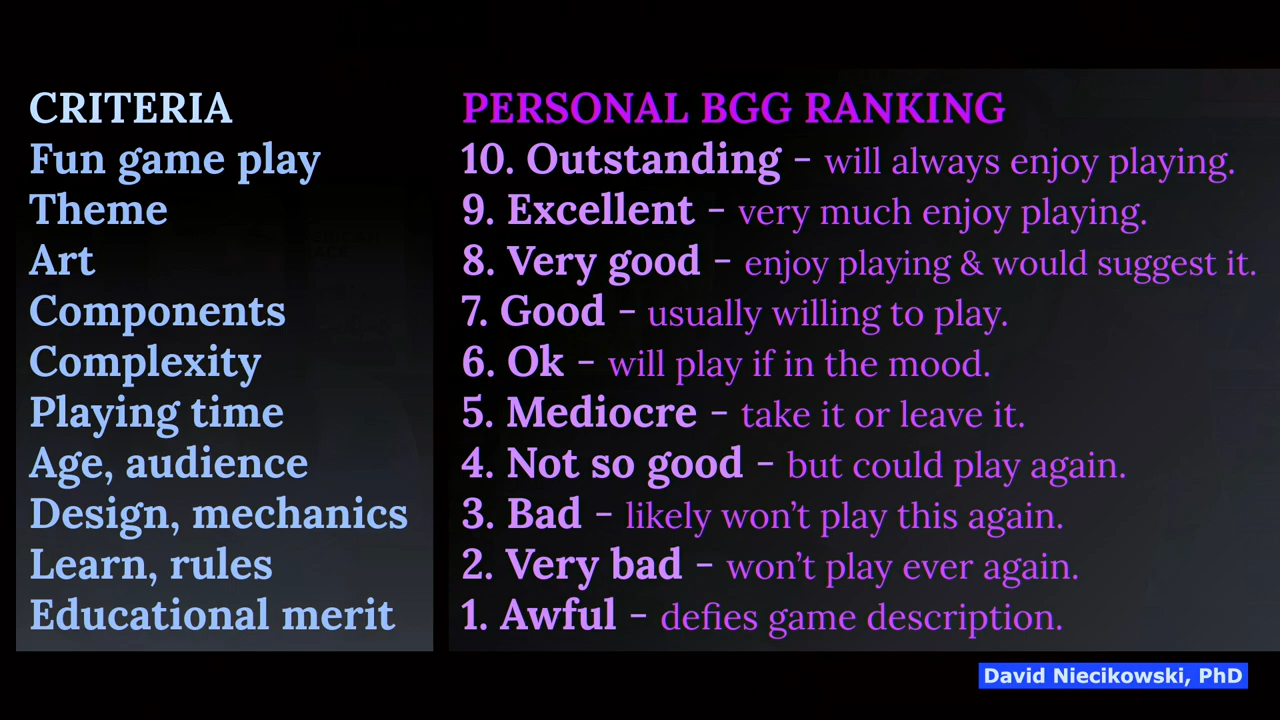 CRITERIA
Fun game play
Theme
Art
Components
Complexity
Playing time
Age, audience
Design, mechanics
Learn, rules
Educational merit
PERSONAL BGG RANKING
10. Outstanding – will always enjoy playing.
9. Excellent – very much enjoy playing.
8. Very good – enjoy playing & would suggest it.
7. Good – usually willing to play.
6. Ok – will play if in the mood.
5. Mediocre – take it or leave it.
4. Not so good – but could play again.
3. Bad – likely won’t play this again.
2. Very bad – won’t play ever again.
1. Awful – defies game description.
David Niecikowski, PhD